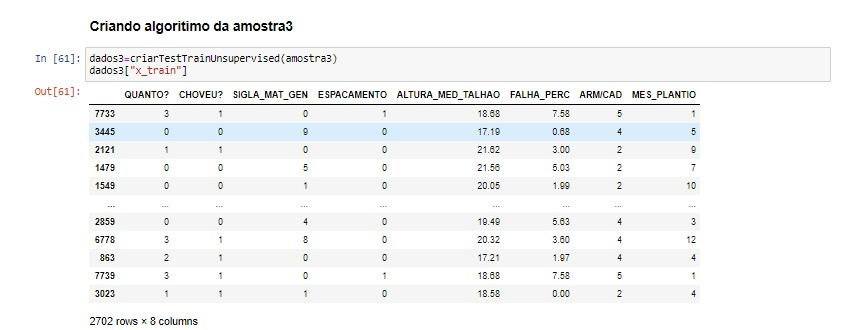 Criando algoritimo da amostra3
In [61]: dados3=criarTestTrainUnsupervised(amostra3)
dados3["x_train"]
Out[61]:
QUANTO? CHOVEU? SIGLA_MAT_GEN ESPACAMENTO ALTURA_MED_TALHAO FALHA_PERC ARM/CAD MES_PLANTIO
7733 3 1 0 1 18.68 7.58 5 1
3445 0 0 9 0 17.19 0.68 4 5
2121 1 1 0 0 21.62 3.00 2 9
1479 0 0 5 0 21.56 5.03 2 7
1549 0 0 1 0 20.05 1.99 2 10
... ... ... ... ... ... ... ... ...
2859 0 0 4 0 19.49 5.63 4 3
6778 3 1 8 0 20.32 3.60 4 12
863 2 1 0 0 17.21 1.97 4 4
7739 3 1 0 1 18.68 7.58 5 1
3023 1 1 1 0 18.58 0.00 2 4
2702 rows × 8 columns